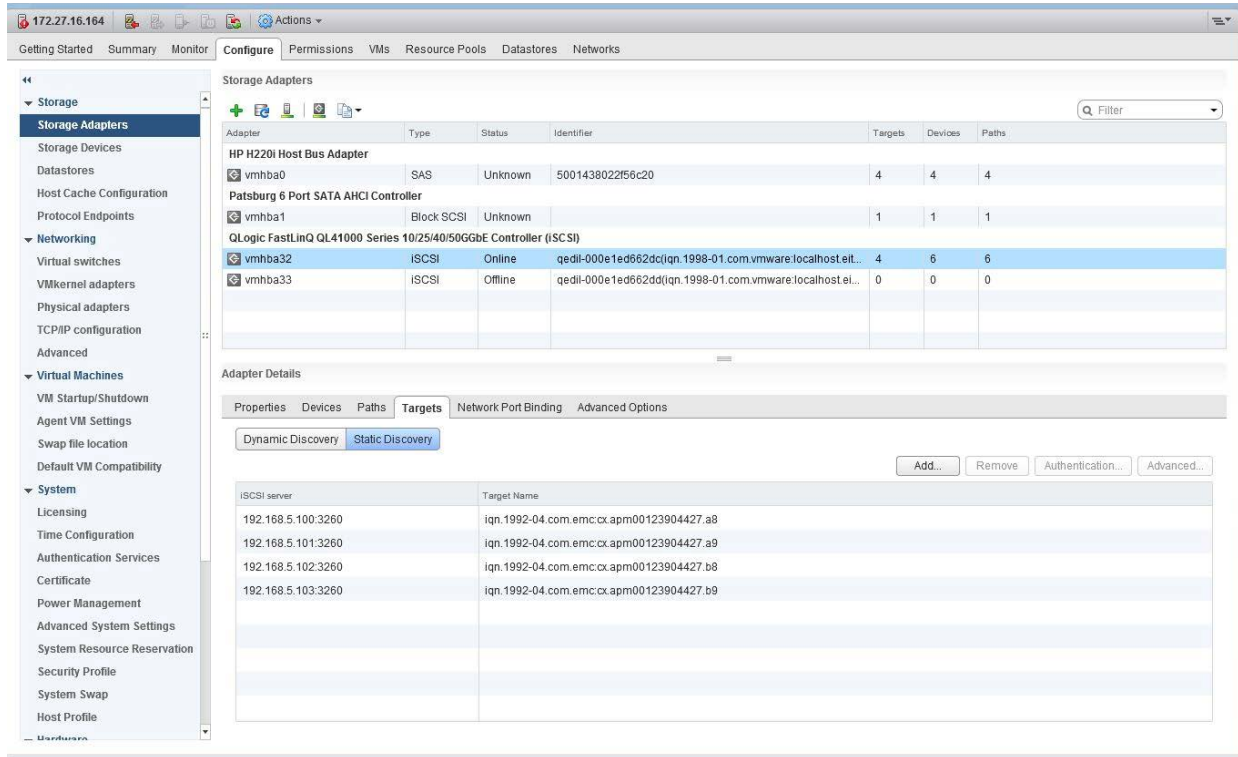 172.27.16.164 Actions
Getting Started Summary Monitor Configure Permissions VMs Resource Pools Datastores Networks
Storage
Storage Adapters
Storage Devices
Datastores
Host Cache Configuration
Protocol Endpoints
Networking
Virtual switches
VMkernel adapters
Physical adapters
TCP/IP configuration
Advanced
Virtual Machines
VM Startup/Shutdown
Agent VM Settings
Swap file location
Default VM Compatibility
System
Licensing
Time Configuration
Authentication Services
Certificate
Power Management
Advanced System Settings
System Resource Reservation
Security Profile
System Swap
Host Profile
Hardware
Storage Adapters
Filter
Adapter Type Status Identifier Targets Devices Paths
HP H220i Host Bus Adapter
vmhba0 SAS Unknown 5001438022f56c20 4 4 4
Patsburg 6 Port SATA AHCI Controller
vmhba1 Block SCSI Unknown 1 1 1
QLogic FastLinQ QL41000 Series 10/25/40/50GGbE Controller (iSCSI)
vmhba32 iSCSI Online qedil-000e1ed662dc(iqn.1998-01.com.vmware:localhost.eit... 4 6 6
vmhba33 iSCSI Offline qedil-000e1ed662dd(iqn.1998-01.com.vmware:localhost.ei... 0 0 0
Adapter Details
Properties Devices Paths Targets Network Port Binding Advanced Options
Dynamic Discovery Static Discovery
Add... Remove Authentication... Advanced...
iSCSI server Target Name
192.168.5.100:3260 iqn.1992-04.com.emc:cx.apm00123904427.a8
192.168.5.101:3260 iqn.1992-04.com.emc:cx.apm00123904427.a9
192.168.5.102:3260 iqn.1992-04.com.emc:cx.apm00123904427.b8
192.168.5.103:3260 iqn.1992-04.com.emc:cx.apm00123904427.b9